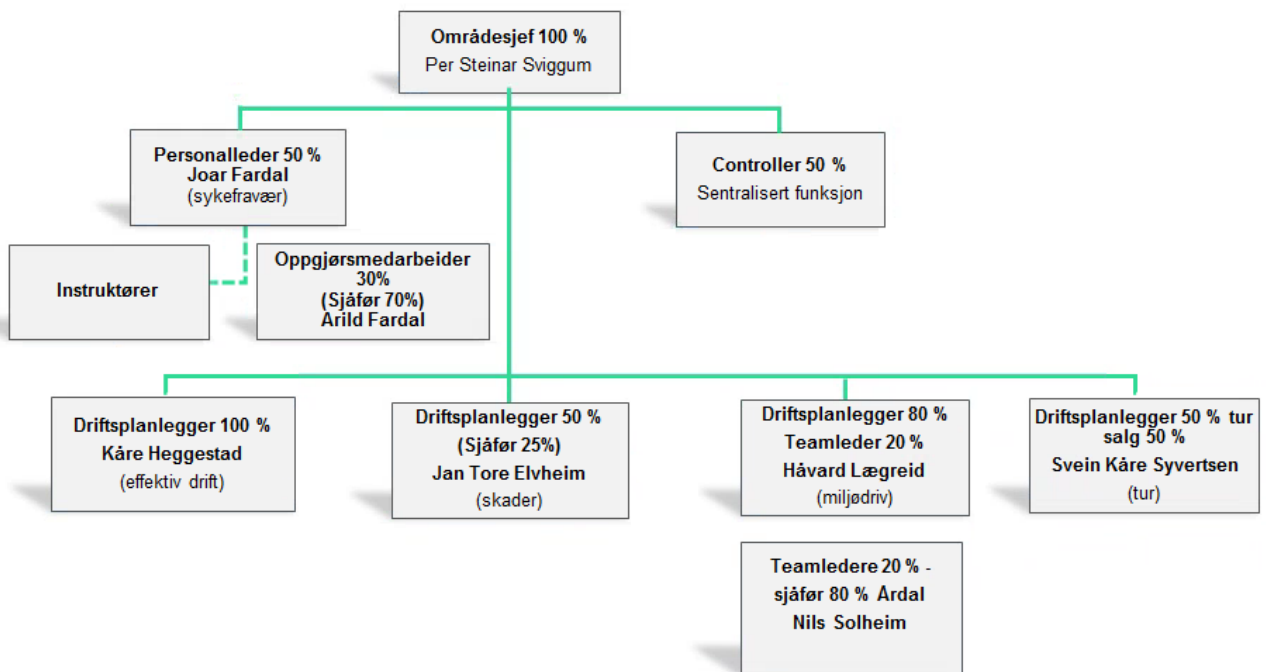 Områdesjef 100 %
Per Steinar Sviggum
Personalleder 50 %
Joar Fardal
(sykefravær)
Controller 50 %
Sentralisert funksjon
Instruktører
Oppgjørsmedarbeider
30%
(Sjåfør 70%)
Arild Fardal
Driftsplanlegger 100 %
Kåre Heggestad
(effektiv drift)
Driftsplanlegger 50 %
(Sjåfør 25%)
Jan Tore Elvheim
(skader)
Driftsplanlegger 80 %
Teamleder 20 %
Håvard Lægreid
(miljødriv)
Driftsplanlegger 50 % tur
salg 50 %
Svein Kåre Syvertsen
(tur)
Teamledere 20 % -
sjåfør 80 % Årdal
Nils Solheim